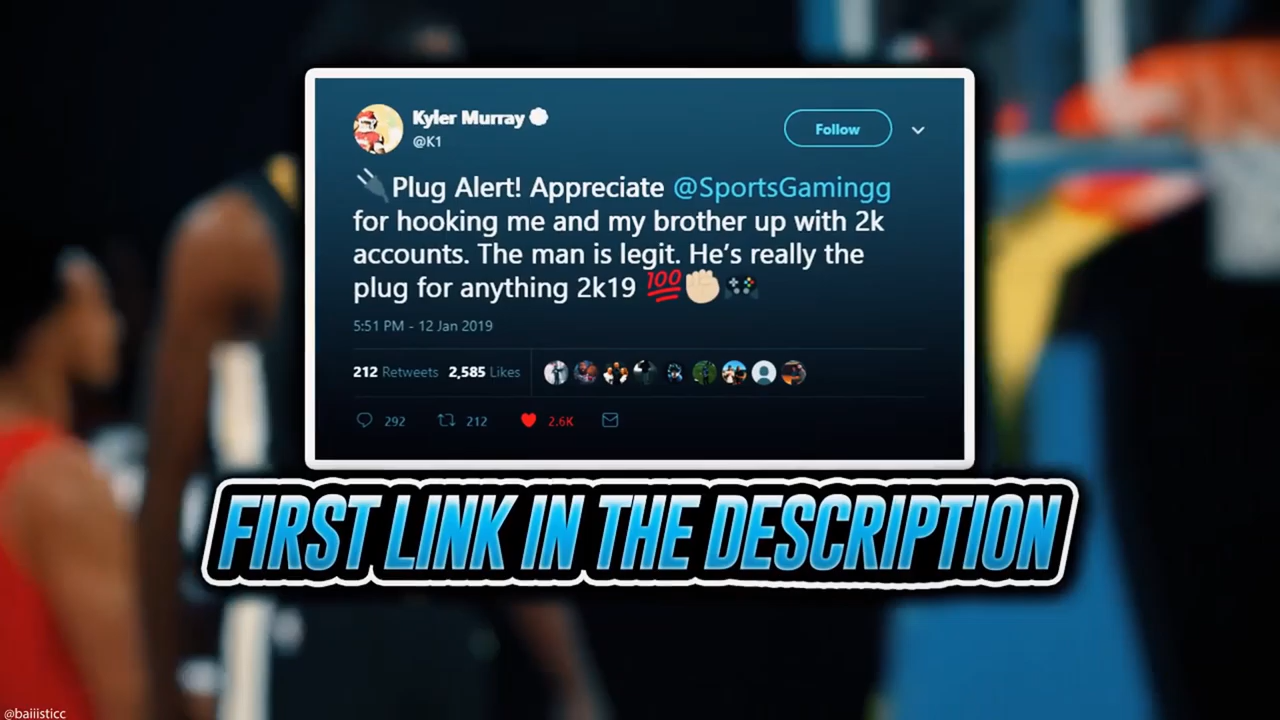 Kyler Murray
@K1
Follow
Plug Alert! Appreciate @SportsGamingg
for hooking me and my brother up with 2k
accounts. The man is legit. He’s really the
plug for anything 2k19 💯
5:51 PM - 12 Jan 2019
212 Retweets 2,585 Likes
292 212 2.6K
FIRST LINK IN THE DESCRIPTION
@baiiisticc